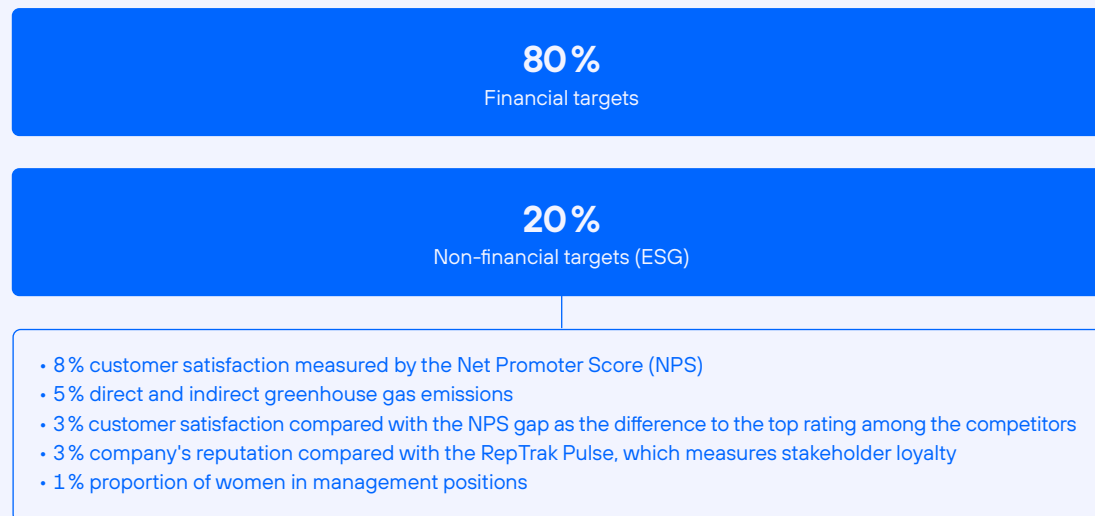 80 %
Financial targets
20 %
Non-financial targets (ESG)
• 8 % customer satisfaction measured by the Net Promoter Score (NPS)
• 5 % direct and indirect greenhouse gas emissions
• 3 % customer satisfaction compared with the NPS gap as the difference to the top rating among the competitors
• 3 % company's reputation compared with the RepTrak Pulse, which measures stakeholder loyalty
• 1 % proportion of women in management positions